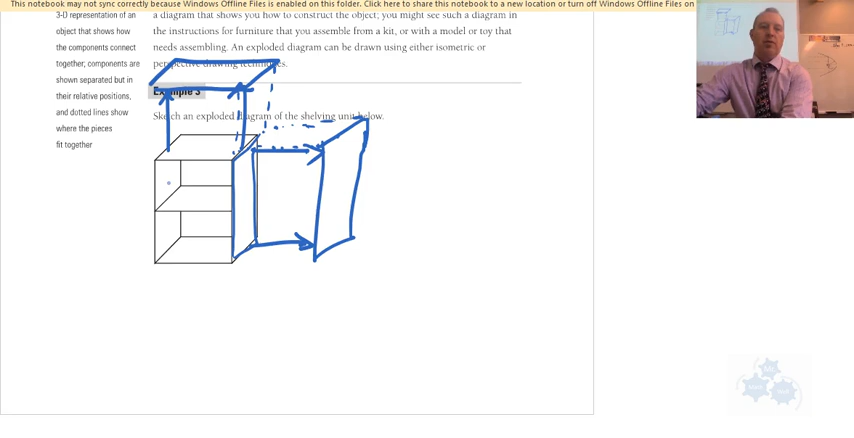 This notebook may not sync correctly because Windows Offline Files is enabled on this folder. Click here to share this notebook to a new location or turn off Windows Offline Files on
3-D representation of an
object that shows how
the components connect
together; components are
shown separated but in
their relative positions,
and dotted lines show
where the pieces
fit together
a diagram that shows you how to construct the object; you might see such a diagram in
the instructions for furniture that you assemble from a kit, or with a model or toy that
needs assembling. An exploded diagram can be drawn using either isometric or
perspective drawing techniques.
Example 3
Sketch an exploded diagram of the shelving unit below.